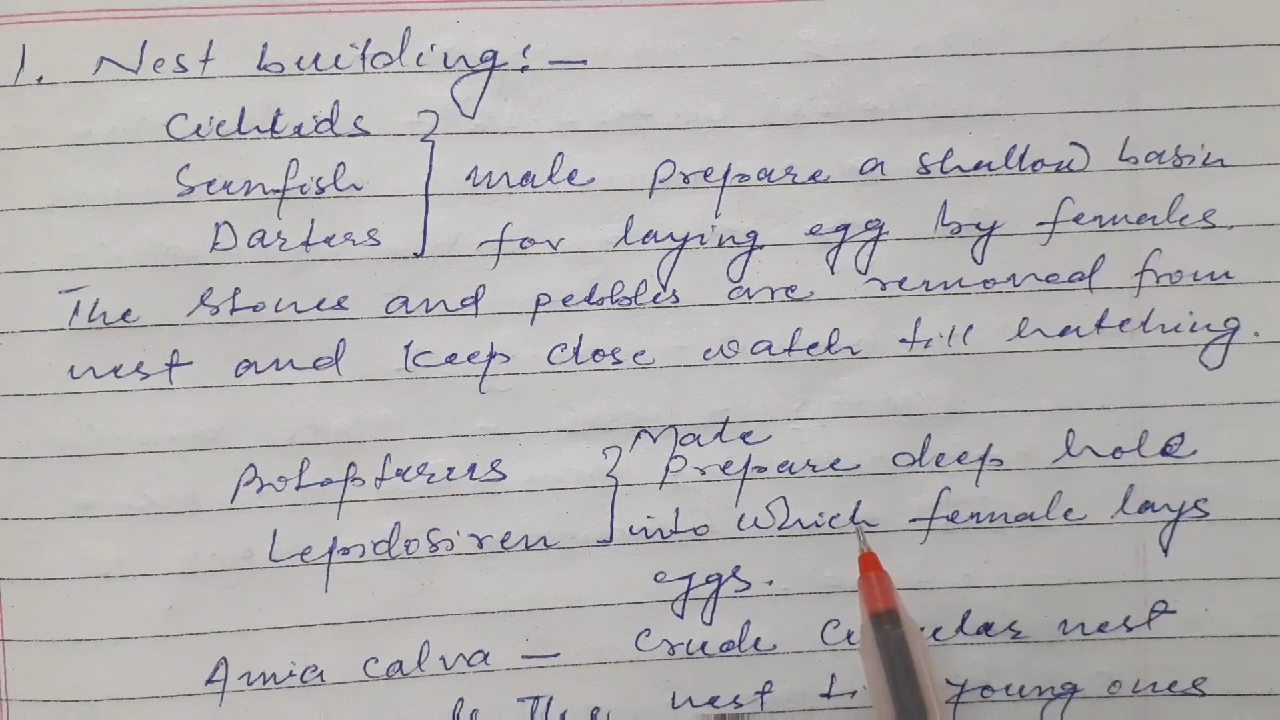 1. Nest building:-
Cichlids
Sunfish } male prepare a shallow basin
Darters for laying egg by females.
The stones and pebbles are removed from
nest and keep close watch till hatching.
Male
Protopterus } Prepare deep hole
Lepidosiren into which female lays
eggs.
Amia calva - Crude nest
nest young ones